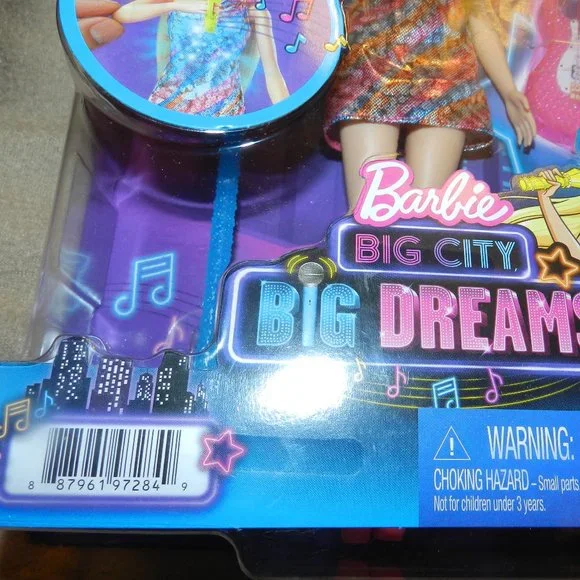 Barbie
BIG CITY,
BIG DREAMS
WARNING:
CHOKING HAZARD – Small parts
Not for children under 3 years.
8 87961 97284 9